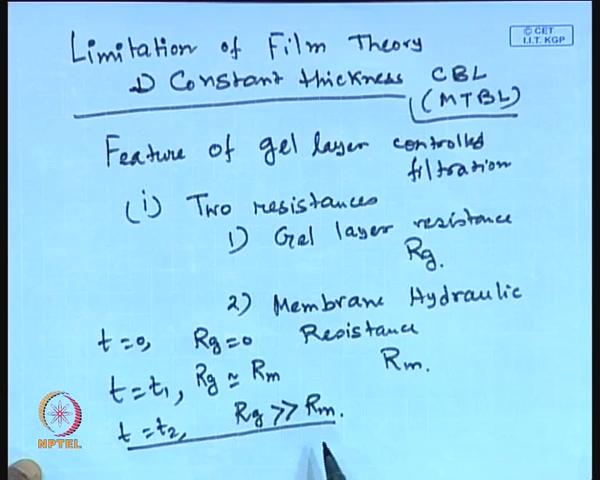 Limitation of Film Theory
© CET
I.I.T. KGP
1) Constant thickness CBL
(MTBL)
Feature of gel layer controlled
filtration
(i) Two resistances
1) Gel layer resistance
Rg.
2) Membrane Hydraulic
Resistance
Rm.
t=0, Rg=0
t=t1, Rg ≃ Rm
t=t2, Rg >> Rm.
NPTEL